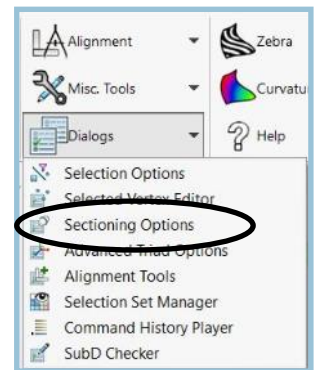 Alignment Zebra
Misc. Tools Curvatu
Dialogs Help
Selection Options
Selected Vertex Editor
Sectioning Options
Advanced Triad Options
Alignment Tools
Selection Set Manager
Command History Player
SubD Checker